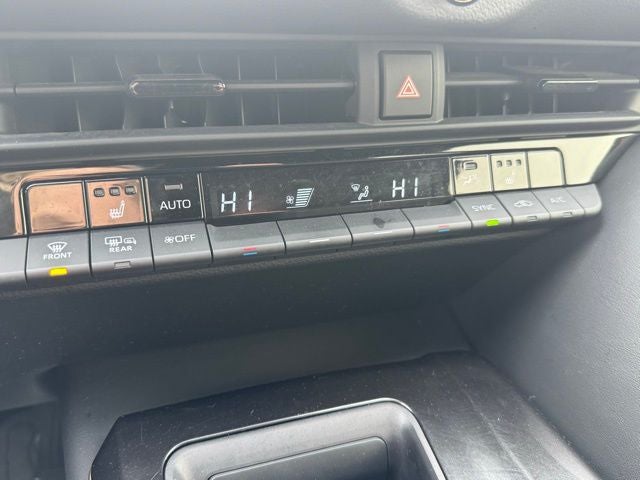 AUTO
HI
HI
FRONT
REAR
OFF
SYNC
A/C